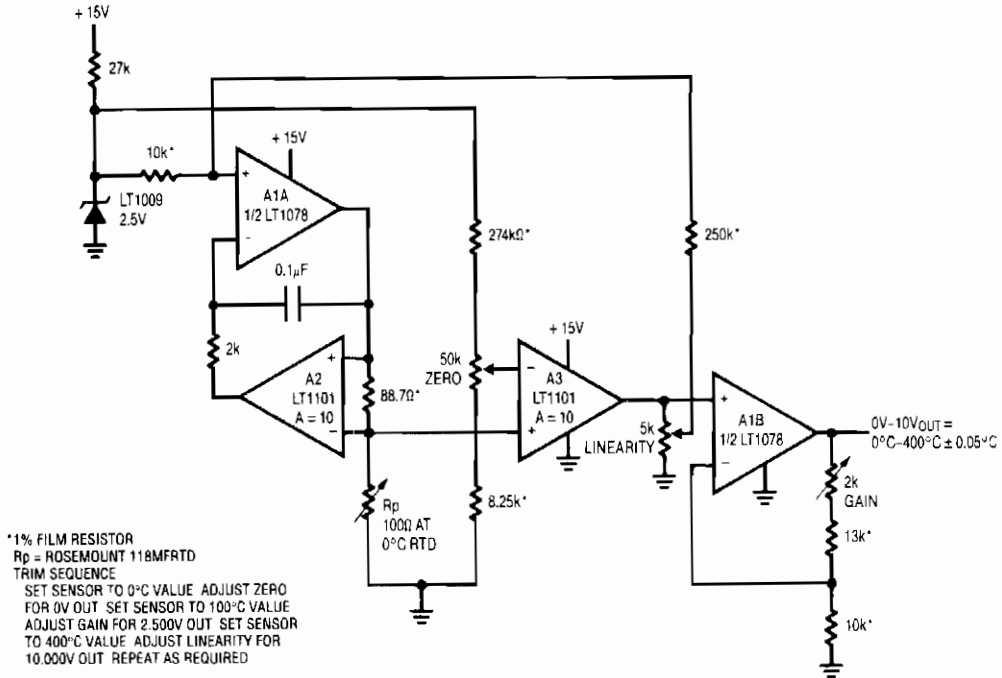 + 15V
27k
10k*
LT1009
2.5V
+ 15V
+
A1A
1/2 LT1078
−
0.1µF
2k
A2
LT1101
A = 10
+
−
88.7Ω*
Rp
100Ω AT
0°C RTD
274kΩ*
50k
ZERO
8.25k*
+ 15V
−
A3
LT1101
A = 10
+
5k
LINEARITY
250k*
+
A1B
1/2 LT1078
−
0V–10VOUT =
0°C–400°C ± 0.05°C
2k
GAIN
13k*
10k*
*1% FILM RESISTOR
Rp = ROSEMOUNT 118MFRTD
TRIM SEQUENCE
SET SENSOR TO 0°C VALUE ADJUST ZERO
FOR 0V OUT SET SENSOR TO 100°C VALUE
ADJUST GAIN FOR 2.500V OUT SET SENSOR
TO 400°C VALUE ADJUST LINEARITY FOR
10.000V OUT REPEAT AS REQUIRED